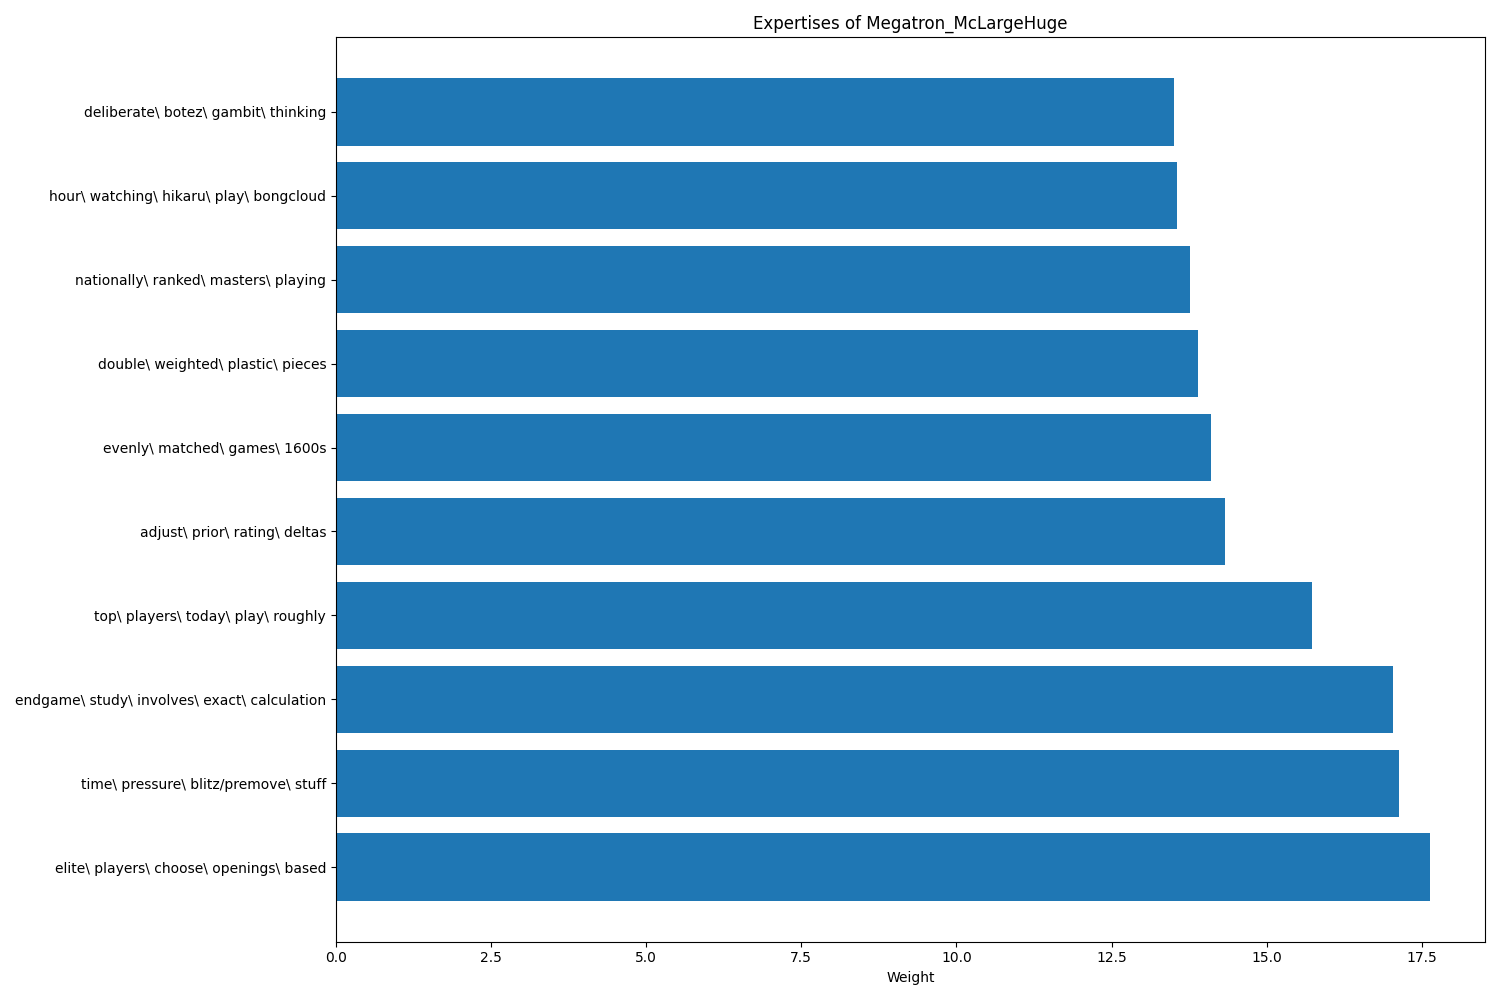 Expertises of Megatron_McLargeHuge
deliberate\ botez\ gambit\ thinking
hour\ watching\ hikaru\ play\ bongcloud
nationally\ ranked\ masters\ playing
double\ weighted\ plastic\ pieces
evenly\ matched\ games\ 1600s
adjust\ prior\ rating\ deltas
top\ players\ today\ play\ roughly
endgame\ study\ involves\ exact\ calculation
time\ pressure\ blitz/premove\ stuff
elite\ players\ choose\ openings\ based
0.0 2.5 5.0 7.5 10.0 12.5 15.0 17.5
Weight